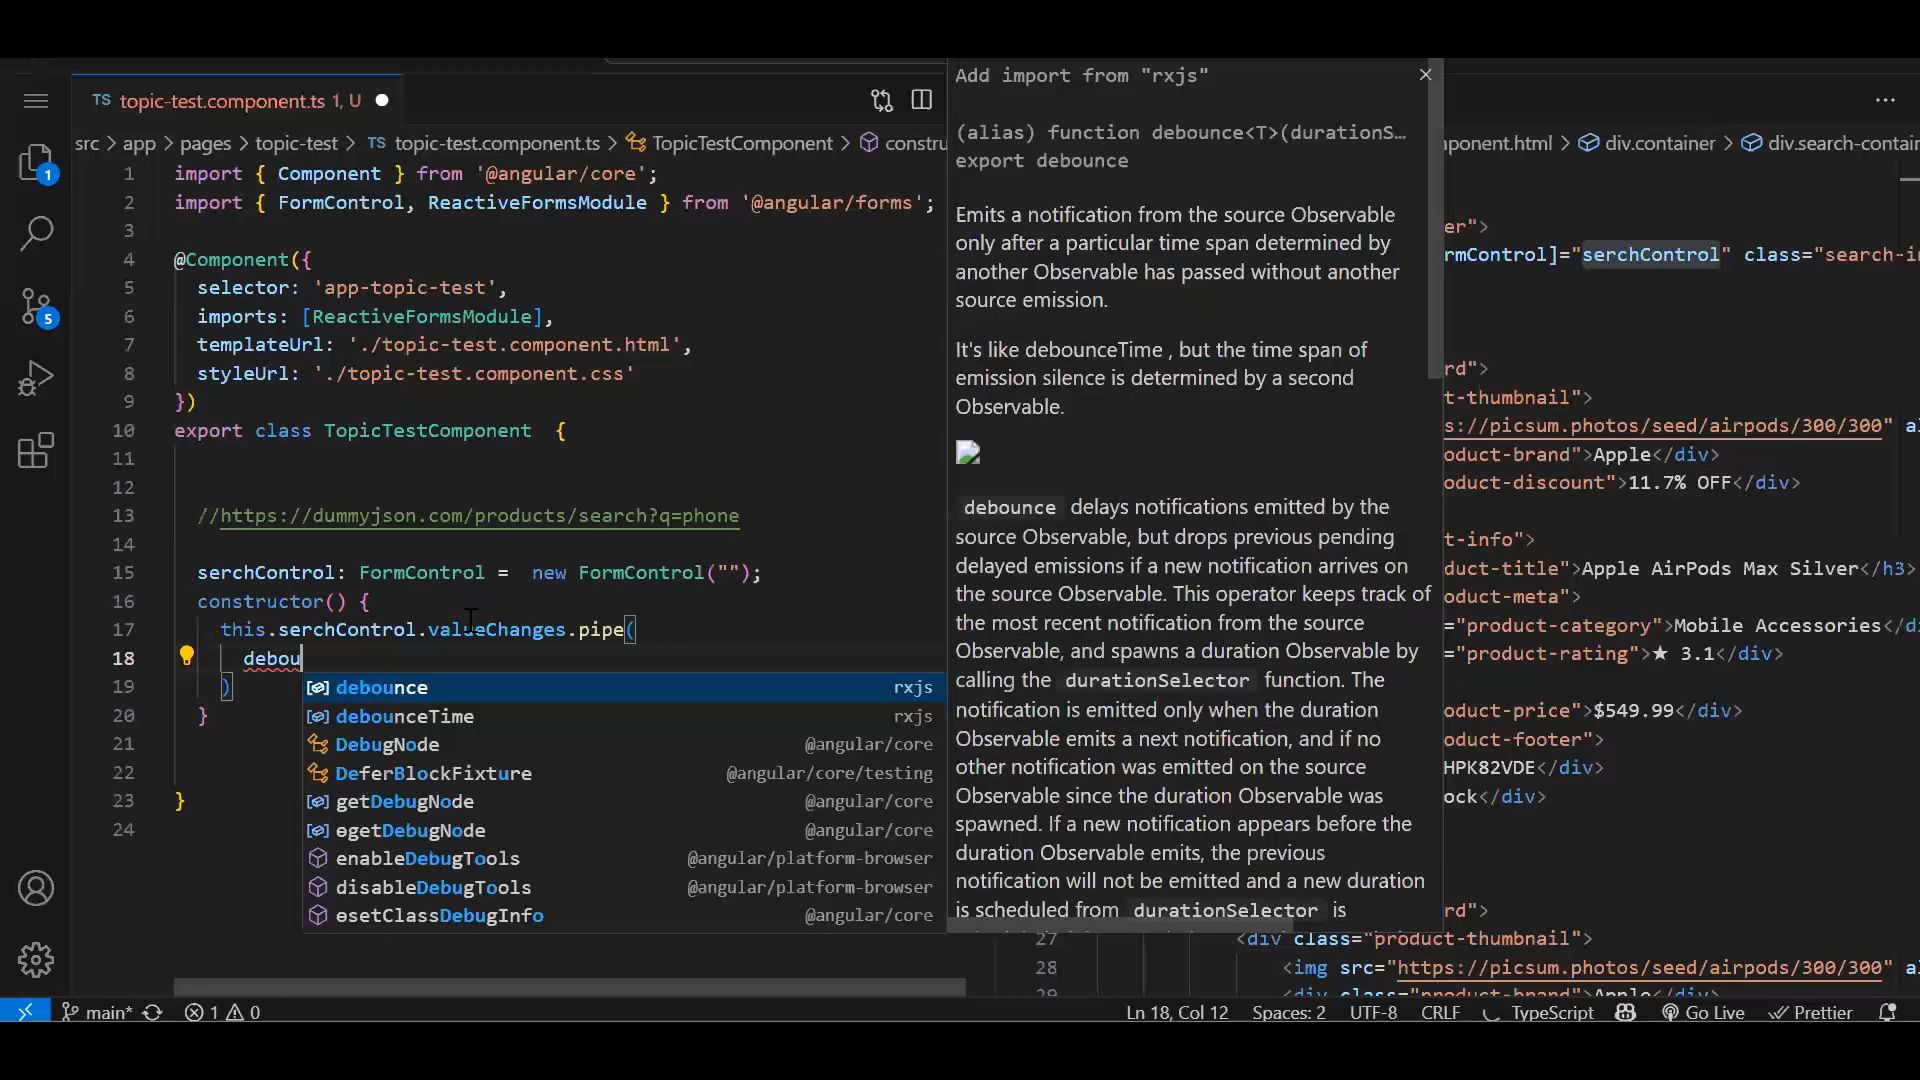 TS topic-test.component.ts 1, U
src > app > pages > topic-test > TS topic-test.component.ts > TopicTestComponent > constru
1 import { Component } from '@angular/core';
2 import { FormControl, ReactiveFormsModule } from '@angular/forms';
3
4 @Component({
5 selector: 'app-topic-test',
6 imports: [ReactiveFormsModule],
7 templateUrl: './topic-test.component.html',
8 styleUrl: './topic-test.component.css'
9 })
10 export class TopicTestComponent {
11
12
13 //https://dummyjson.com/products/search?q=phone
14
15 serchControl: FormControl = new FormControl("");
16 constructor() {
17 this.serchControl.valueChanges.pipe(
18 debou
19 )
20 }
21
22
23 }
24
debounce rxjs
debounceTime rxjs
DebugNode @angular/core
DeferBlockFixture @angular/core/testing
getDebugNode @angular/core
ɵgetDebugNode @angular/core
enableDebugTools @angular/platform-browser
disableDebugTools @angular/platform-browser
ɵsetClassDebugInfo @angular/core
Add import from "rxjs"
(alias) function debounce<T>(durationS…
export debounce
Emits a notification from the source Observable
only after a particular time span determined by
another Observable has passed without another
source emission.
It's like debounceTime , but the time span of
emission silence is determined by a second
Observable.
debounce delays notifications emitted by the
source Observable, but drops previous pending
delayed emissions if a new notification arrives on
the source Observable. This operator keeps track of
the most recent notification from the source
Observable, and spawns a duration Observable by
calling the durationSelector function. The
notification is emitted only when the duration
Observable emits a next notification, and if no
other notification was emitted on the source
Observable since the duration Observable was
spawned. If a new notification appears before the
duration Observable emits, the previous
notification will not be emitted and a new duration
is scheduled from durationSelector is
ponent.html > div.container > div.search-contain
er">
rmControl]="serchControl" class="search-in
rd">
t-thumbnail">
s://picsum.photos/seed/airpods/300/300" al
oduct-brand">Apple</div>
oduct-discount">11.7% OFF</div>
t-info">
duct-title">Apple AirPods Max Silver</h3>
duct-meta">
="product-category">Mobile Accessories</di
="product-rating">★ 3.1</div>
oduct-price">$549.99</div>
oduct-footer">
HPK82VDE</div>
ock</div>
rd">
27 <div class="product-thumbnail">
28 <img src="https://picsum.photos/seed/airpods/300/300" al
29 <div class="product-brand">Apple</div>
1
5
main* 1 0
Ln 18, Col 12 Spaces: 2 UTF-8 CRLF TypeScript Go Live Prettier